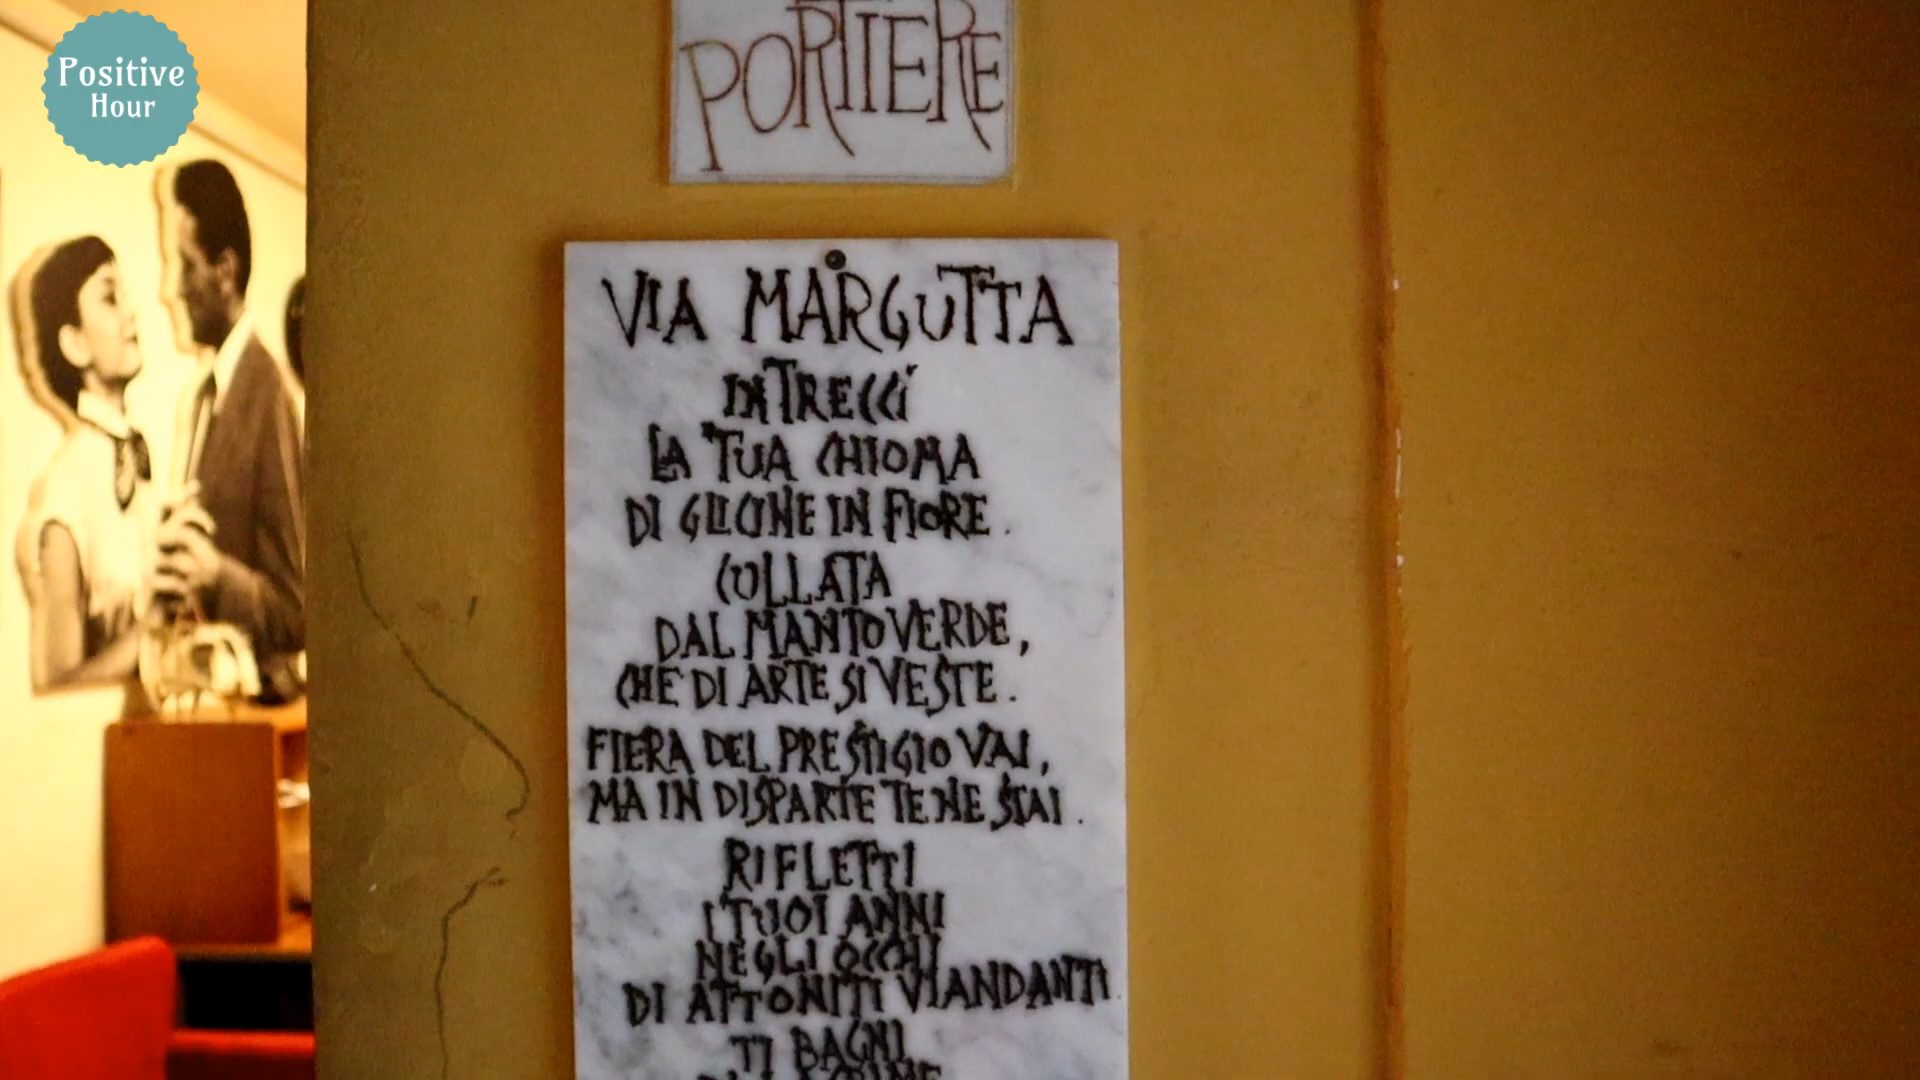 Positive
Hour
PORTIERE
VIA MARGUTTA
INTRECCI
LA TUA CHIOMA
DI GLICINE IN FIORE.
CULLATA
DAL MANTO VERDE,
CHE DI ARTE SI VESTE.
FIERA DEL PRESTIGIO VAI,
MA IN DISPARTE TE NE STAI.
RIFLETTI
I TUOI ANNI
NEGLI OCCHI
DI ATTONITI VIANDANTI.
TI BAGNI